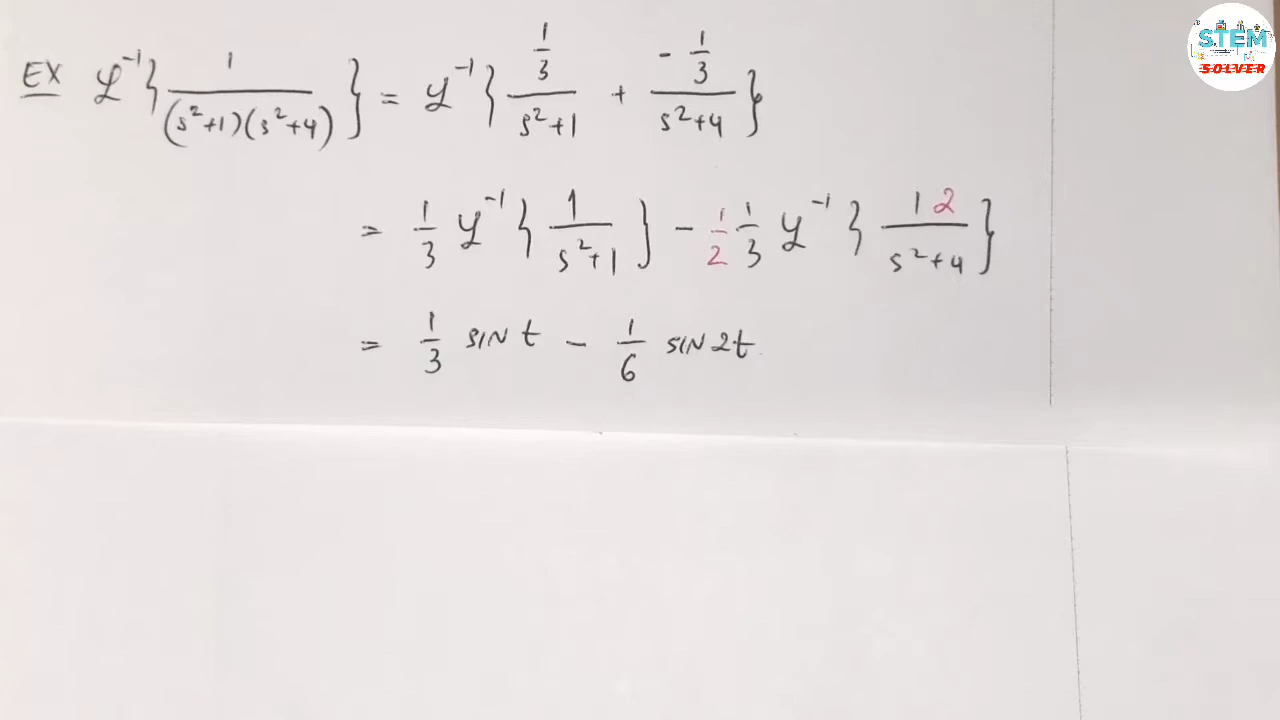 STEM SOLVER
EX ℒ⁻¹{ 1/((s²+1)(s²+4)) } = ℒ⁻¹{ (1/3)/(s²+1) + (-1/3)/(s²+4) }
= 1/3 ℒ⁻¹{ 1/(s²+1) } - 1/2 1/3 ℒ⁻¹{ 1 2/(s²+4) }
= 1/3 SIN t - 1/6 SIN 2t